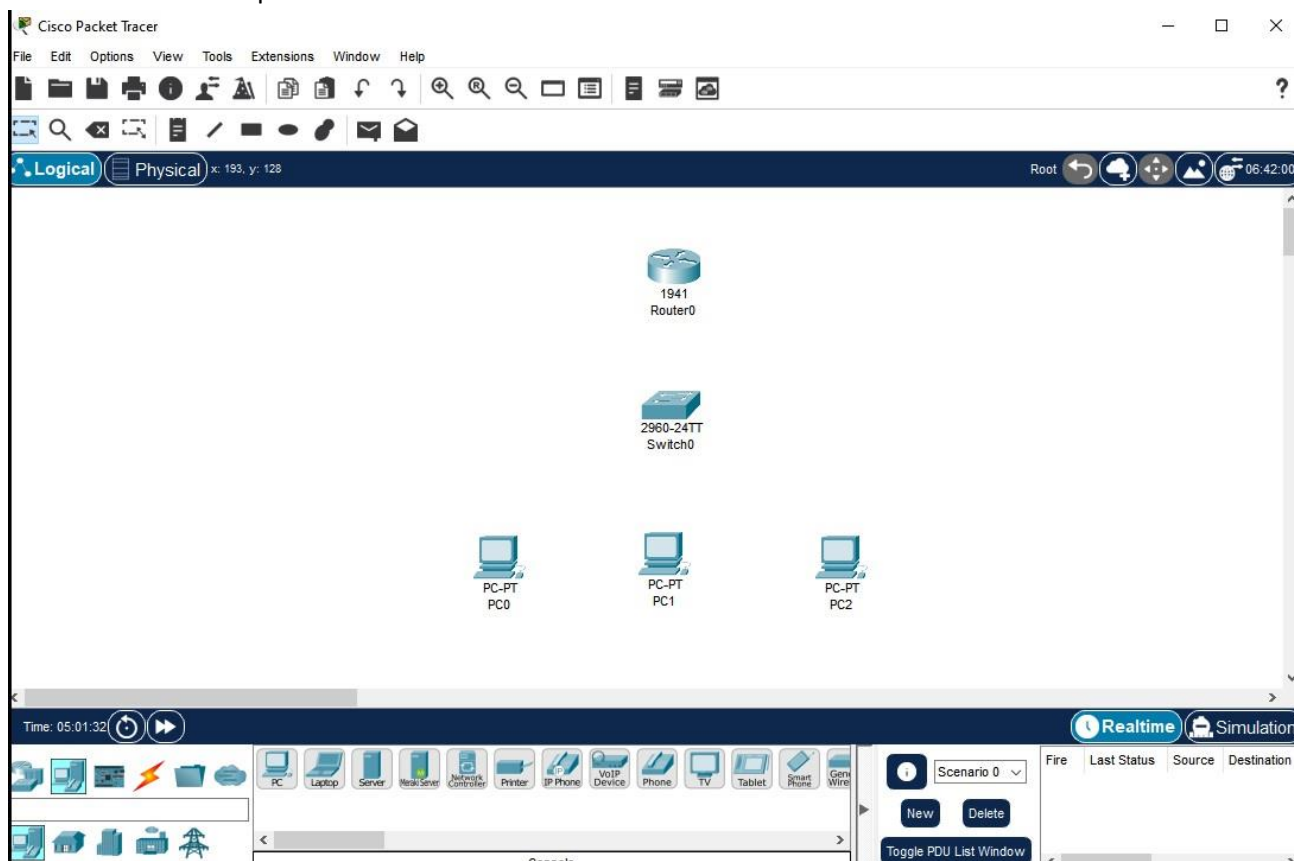 Cisco Packet Tracer
File Edit Options View Tools Extensions Window Help
?
Logical Physical x: 193, y: 128 Root 06:42:00
1941
Router0
2960-24TT
Switch0
PC-PT
PC0
PC-PT
PC1
PC-PT
PC2
Time: 05:01:32 Realtime Simulation
PC Laptop Server Meraki Server Network Controller Printer IP Phone VoIP Device Phone TV Tablet Smart Phone
Scenario 0
New Delete
Toggle PDU List Window
Fire Last Status Source Destination